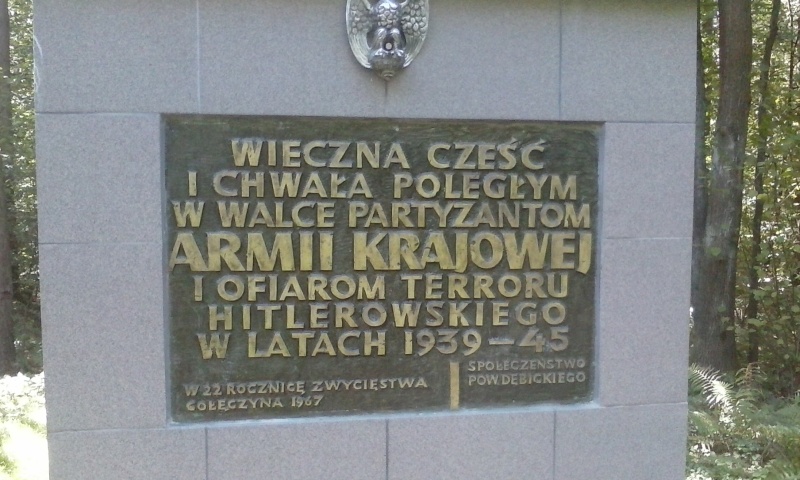 WIECZNA CZEŚĆ
I CHWAŁA POLEGŁYM
W WALCE PARTYZANTOM
ARMII KRAJOWEJ
I OFIAROM TERRORU
HITLEROWSKIEGO
W LATACH 1939-45
W 22 ROCZNICĘ ZWYCIĘSTWA
GOŁĘCZYNA 1967
SPOŁECZEŃSTWO
POW. DĘBICKIEGO